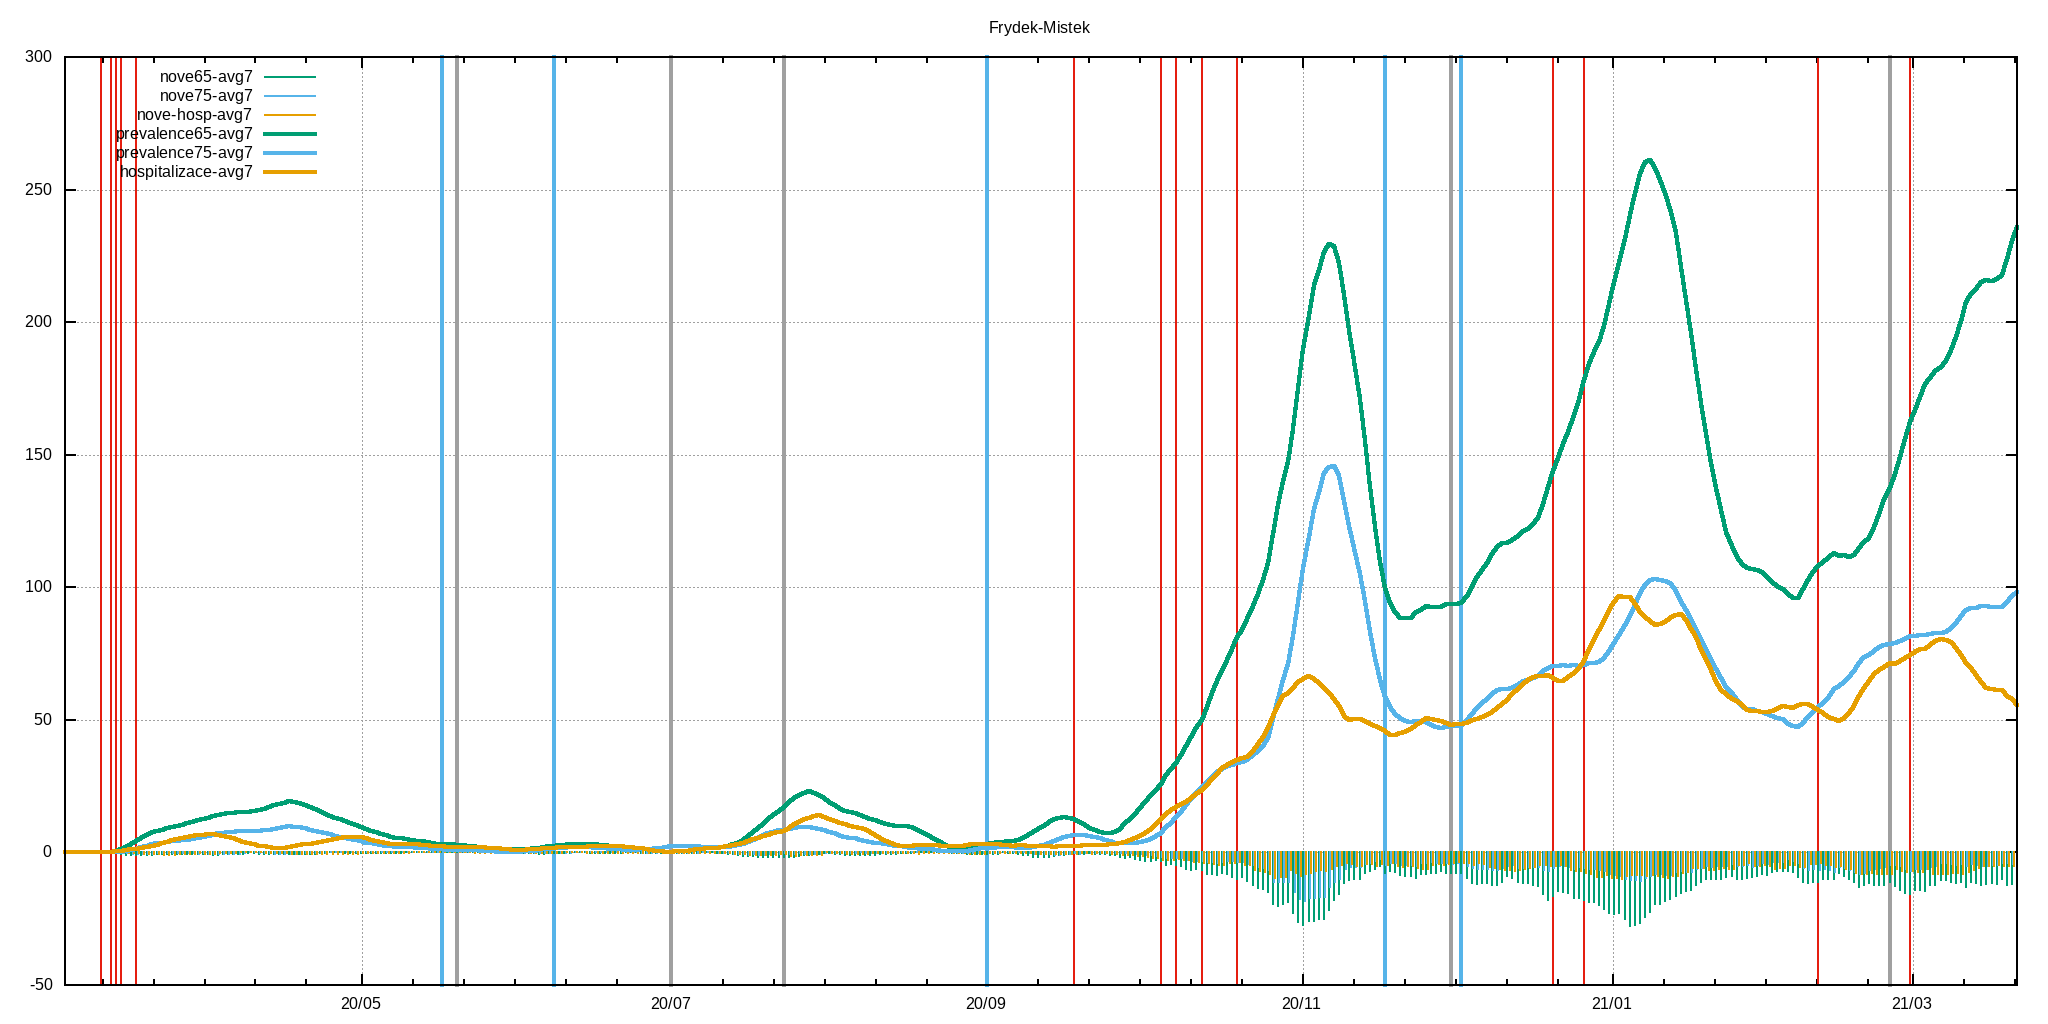 Frydek-Mistek
300
250
200
150
100
50
0
-50
nove65-avg7
nove75-avg7
nove-hosp-avg7
prevalence65-avg7
prevalence75-avg7
hospitalizace-avg7
20/05
20/07
20/09
20/11
21/01
21/03